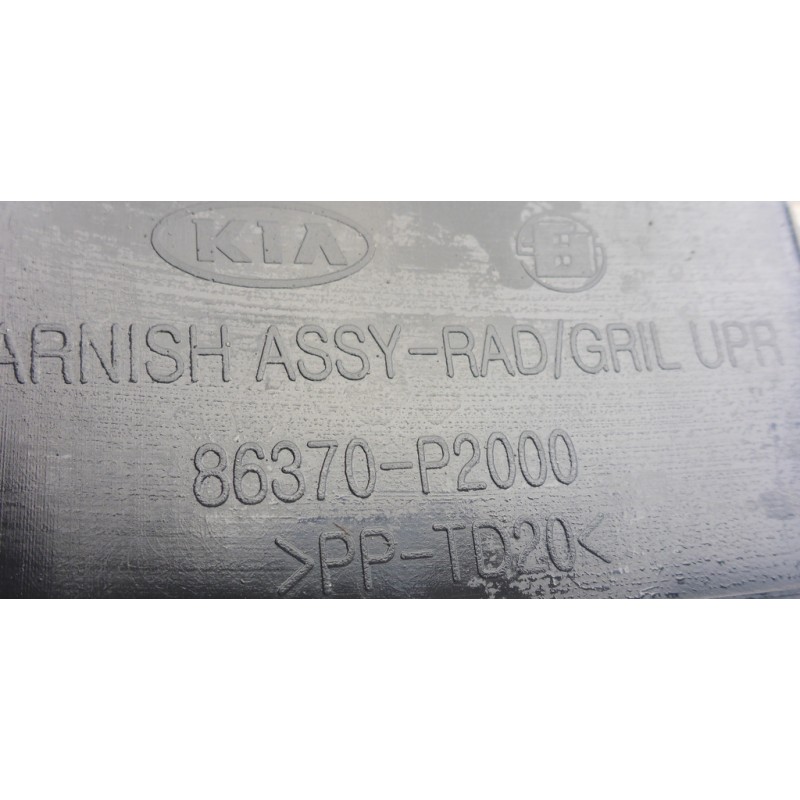 KIA
ARNISH ASSY-RAD/GRIL UPR
86370-P2000
>PP-TD20<